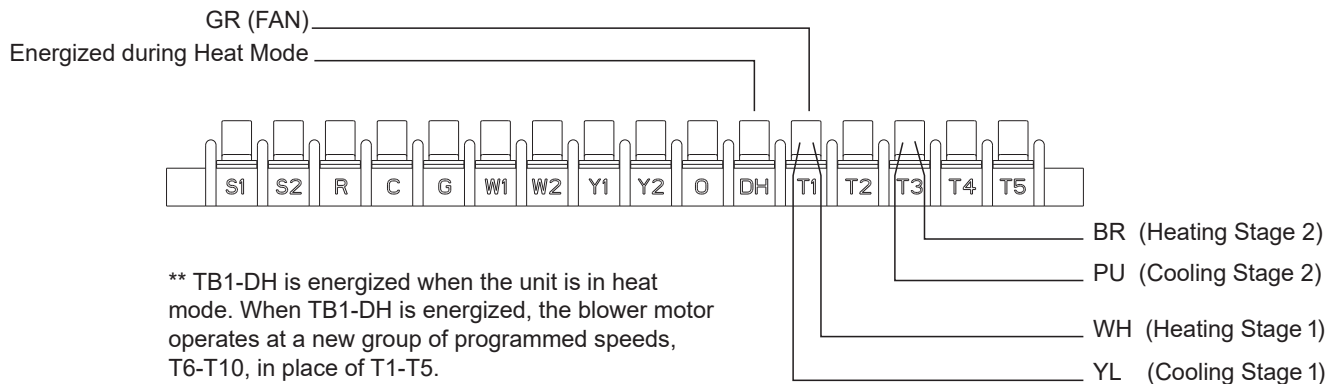 GR (FAN)
Energized during Heat Mode
S1 S2 R C G W1 W2 Y1 Y2 O DH T1 T2 T3 T4 T5
BR (Heating Stage 2)
PU (Cooling Stage 2)
WH (Heating Stage 1)
YL (Cooling Stage 1)
** TB1-DH is energized when the unit is in heat
mode. When TB1-DH is energized, the blower motor
operates at a new group of programmed speeds,
T6-T10, in place of T1-T5.